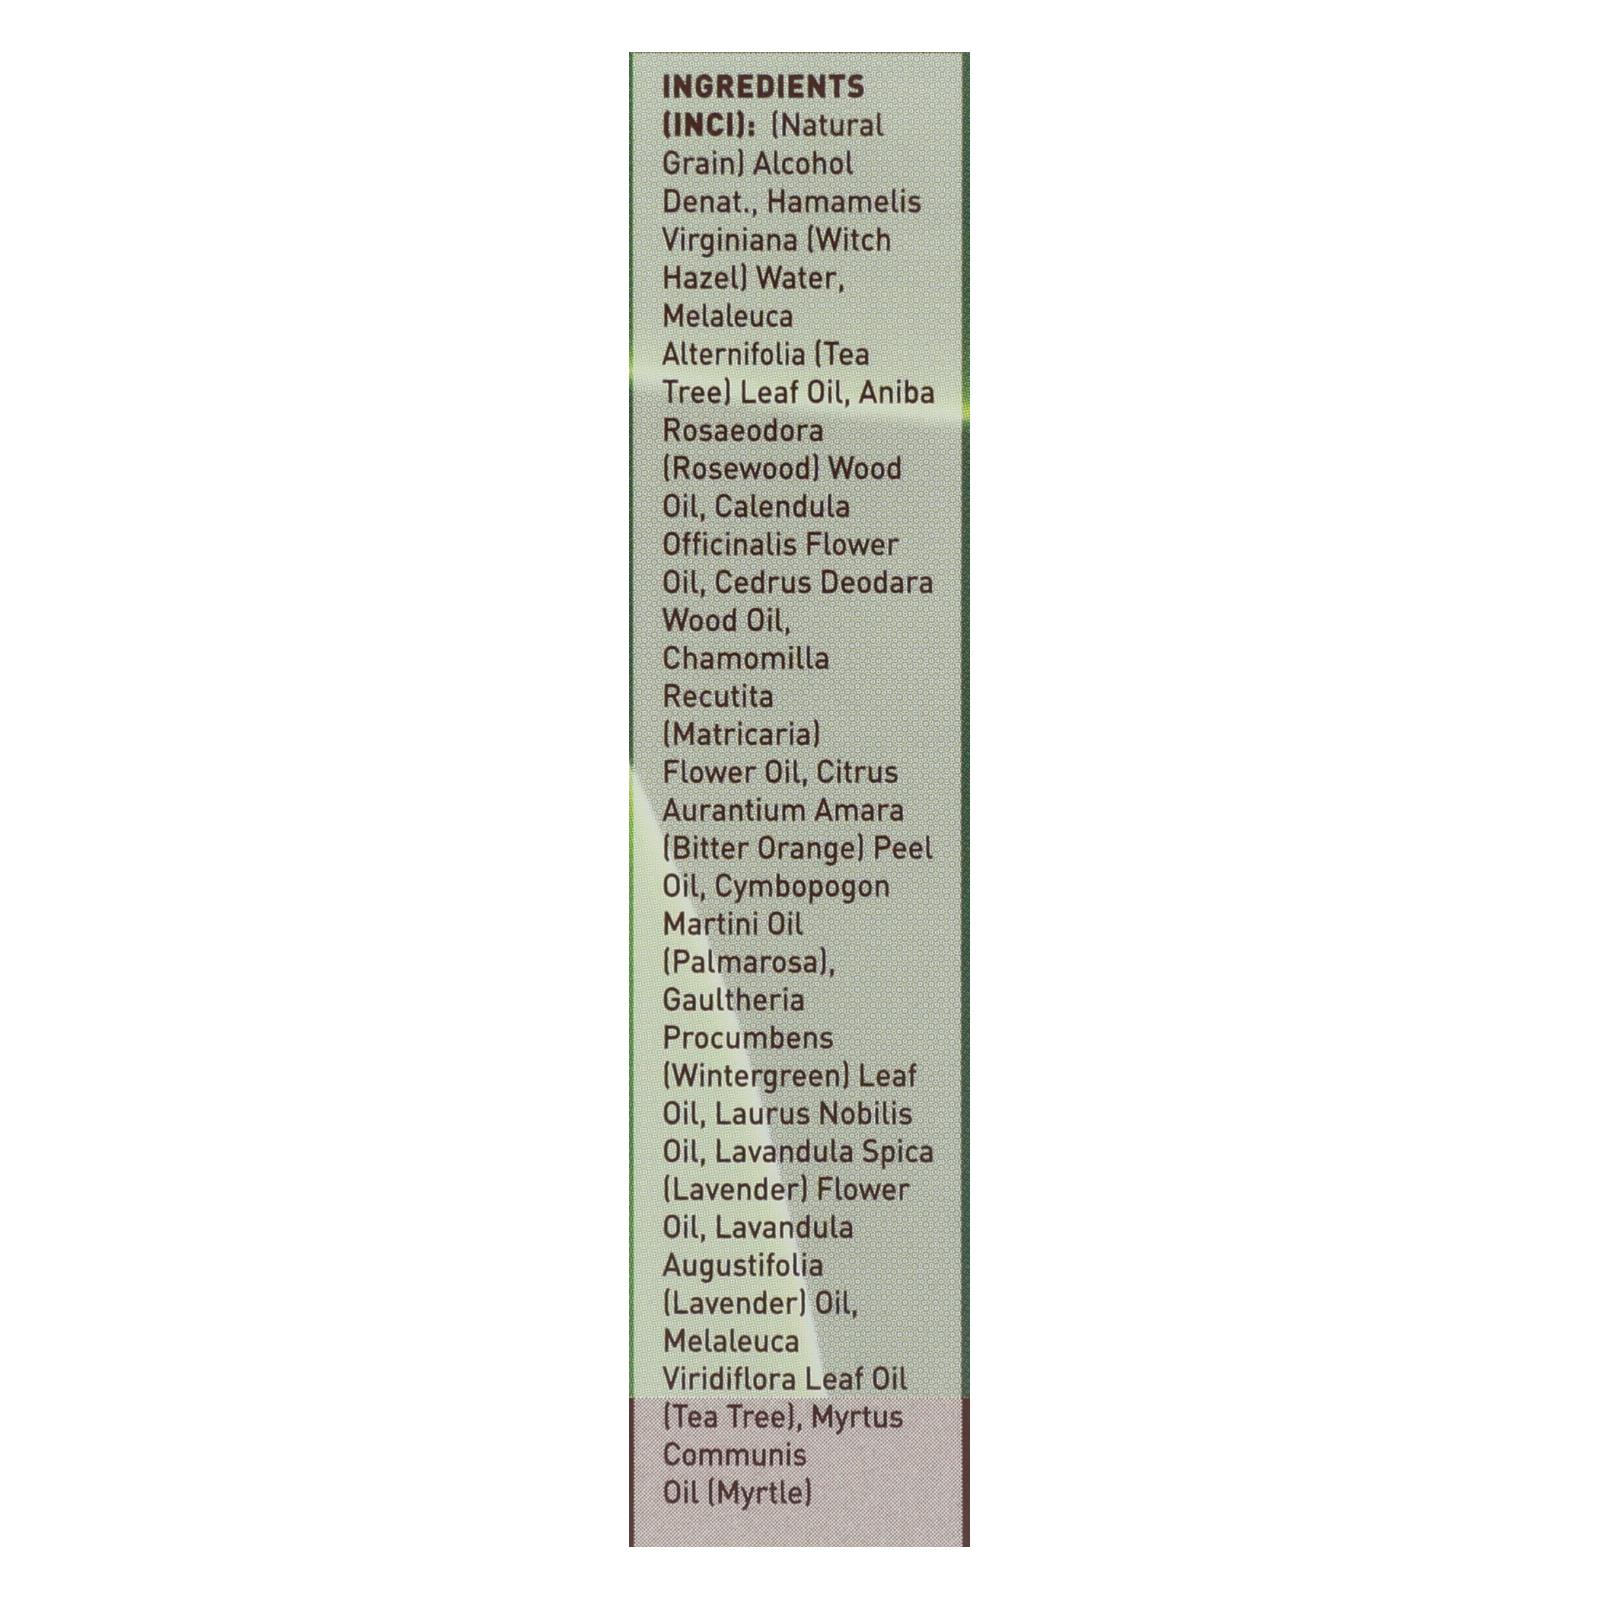 INGREDIENTS
(INCI): (Natural
Grain) Alcohol
Denat., Hamamelis
Virginiana (Witch
Hazel) Water,
Melaleuca
Alternifolia (Tea
Tree) Leaf Oil, Aniba
Rosaeodora
(Rosewood) Wood
Oil, Calendula
Officinalis Flower
Oil, Cedrus Deodara
Wood Oil,
Chamomilla
Recutita
(Matricaria)
Flower Oil, Citrus
Aurantium Amara
(Bitter Orange) Peel
Oil, Cymbopogon
Martini Oil
(Palmarosa),
Gaultheria
Procumbens
(Wintergreen) Leaf
Oil, Laurus Nobilis
Oil, Lavandula Spica
(Lavender) Flower
Oil, Lavandula
Augustifolia
(Lavender) Oil,
Melaleuca
Viridiflora Leaf Oil
(Tea Tree), Myrtus
Communis
Oil (Myrtle)